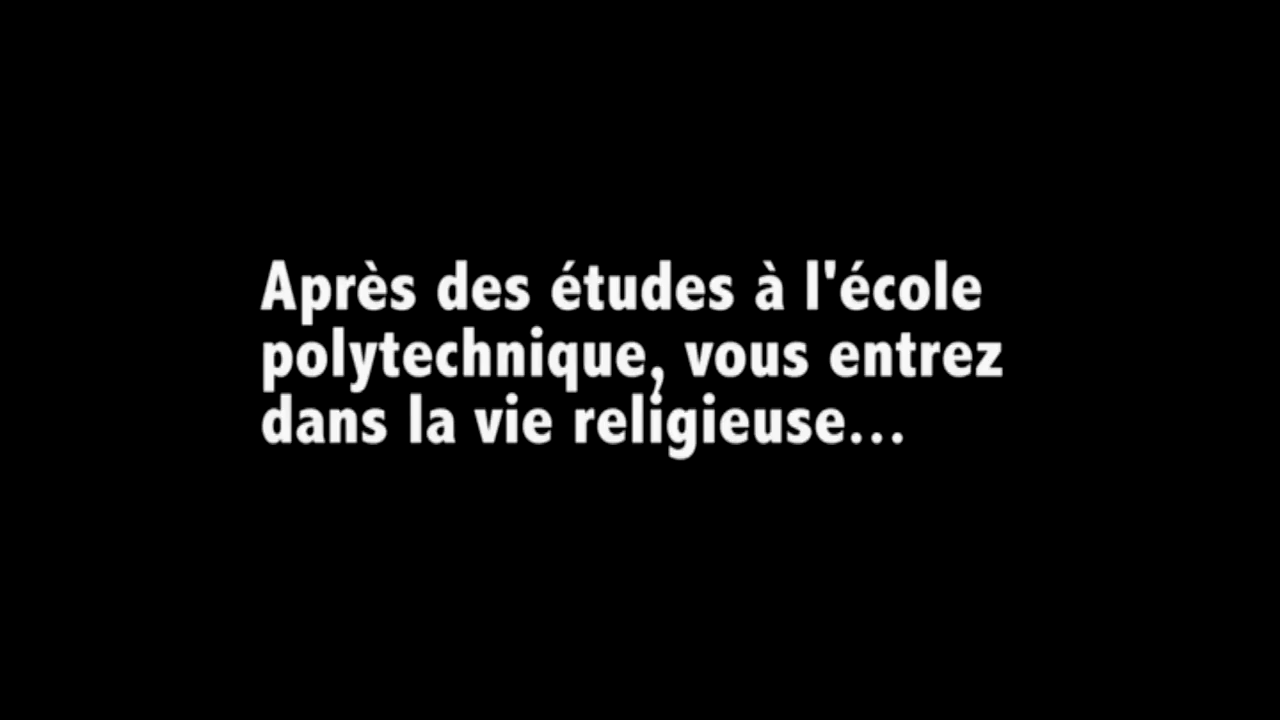 Après des études à l'école
polytechnique, vous entrez
dans la vie religieuse...